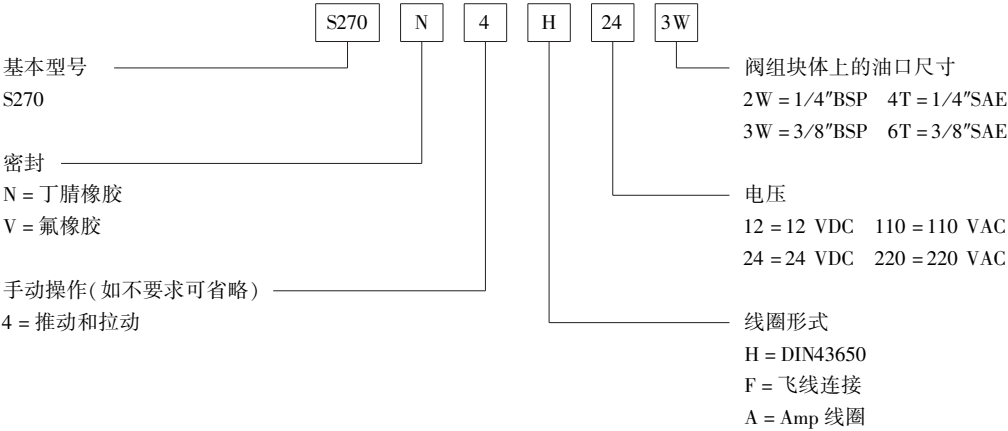 S270 N 4 H 24 3W
基本型号
S270
密封
N = 丁腈橡胶
V = 氟橡胶
手动操作(如不要求可省略)
4 = 推动和拉动
阀组块体上的油口尺寸
2W = 1/4″BSP 4T = 1/4″SAE
3W = 3/8″BSP 6T = 3/8″SAE
电压
12 = 12 VDC 110 = 110 VAC
24 = 24 VDC 220 = 220 VAC
线圈形式
H = DIN43650
F = 飞线连接
A = Amp 线圈